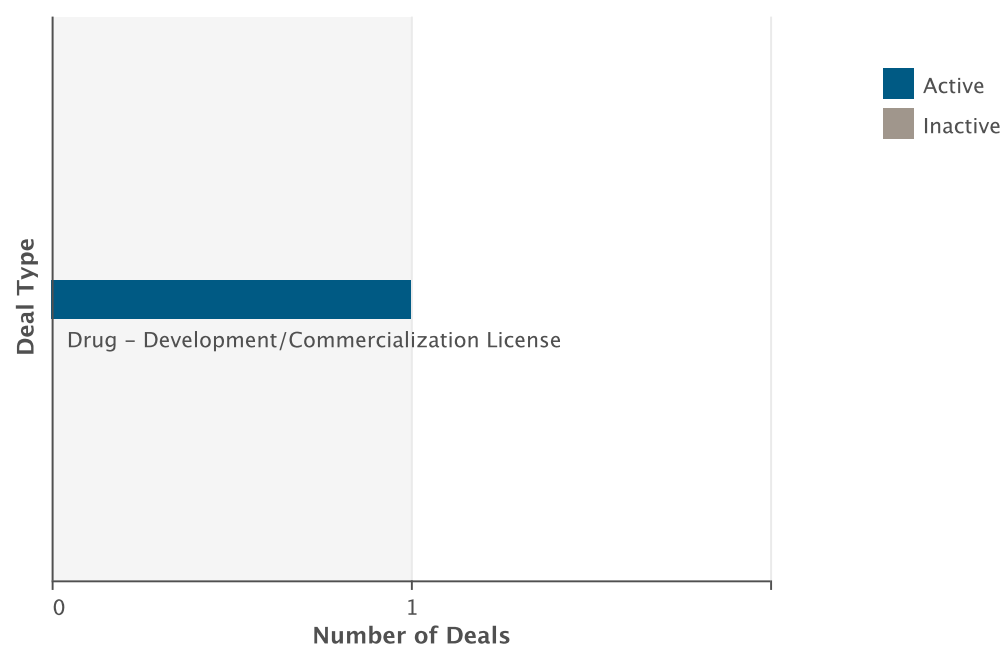 Active
Inactive
Deal Type
Drug – Development/Commercialization License
0
1
Number of Deals